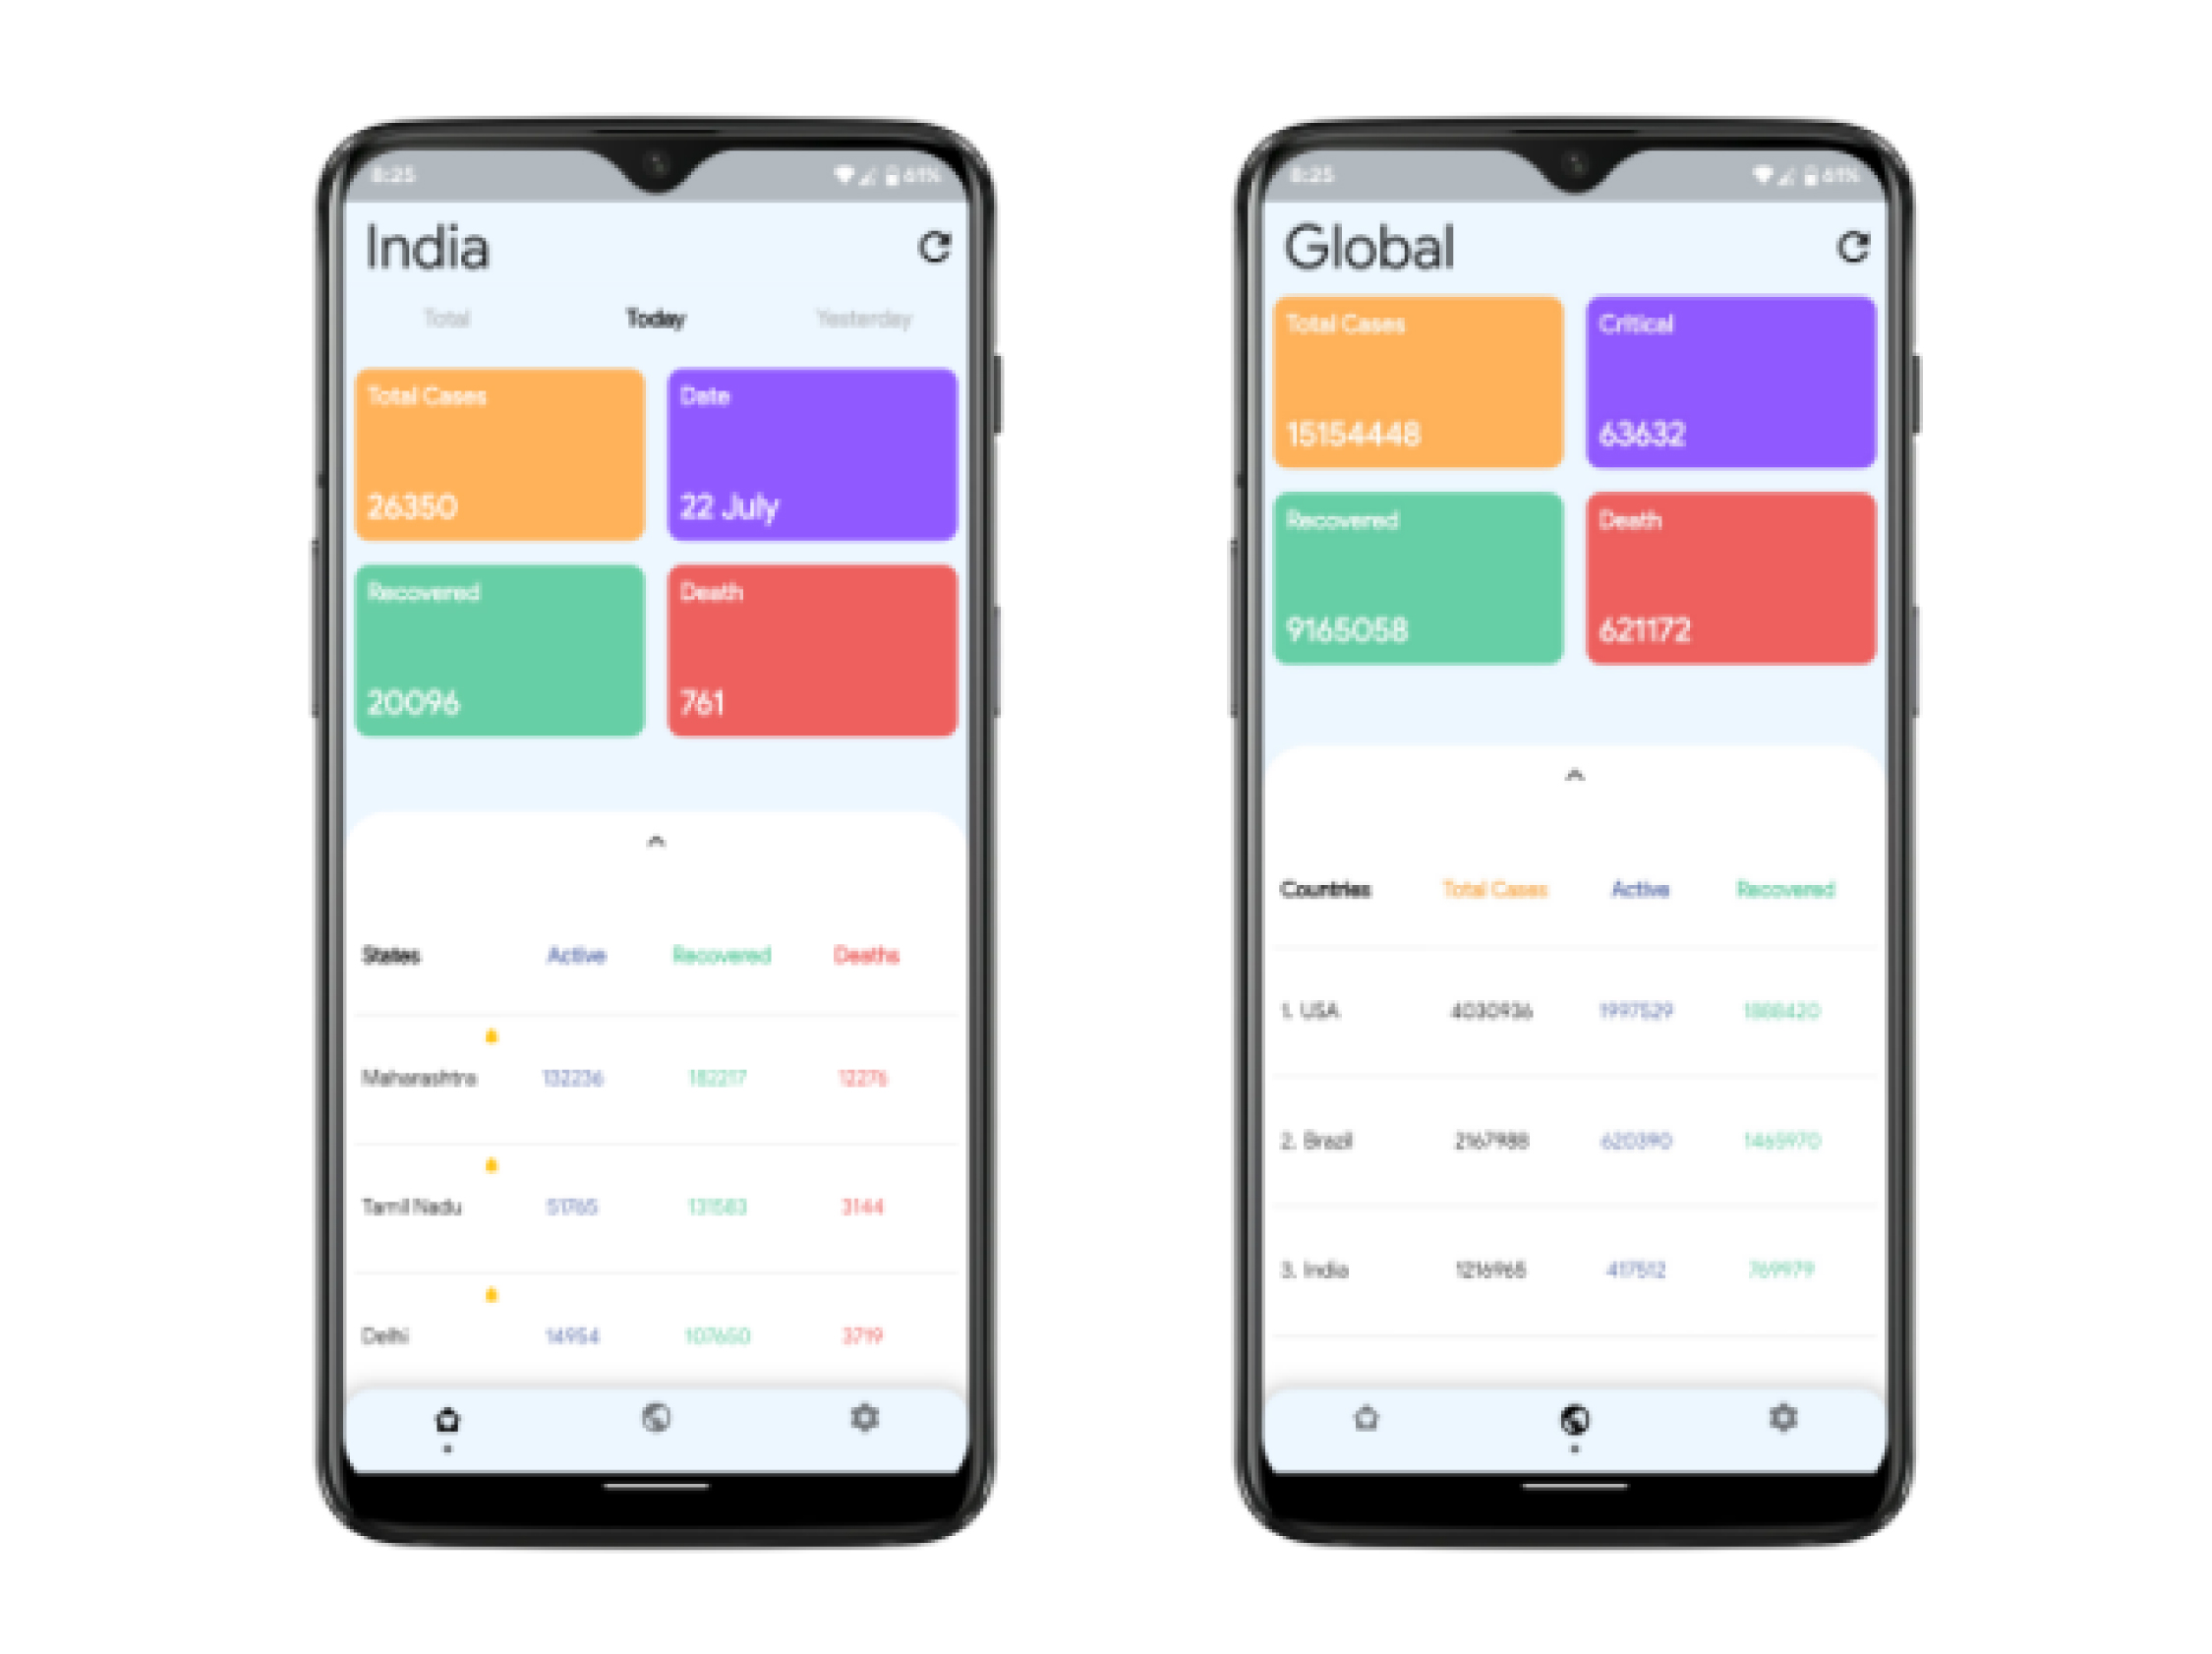 8:25 61%
India
Total Today Yesterday
Total Cases Date
26350 22 July
Recovered Death
20096 761
States Active Recovered Deaths
Maharashtra 132236 182217 12276
Tamil Nadu 51765 131583 3144
Delhi 14954 107650 3719
8:25 61%
Global
Total Cases Critical
15154448 63632
Recovered Death
9165058 621172
Countries Total Cases Active Recovered
1. USA 4030936 1997529 1888420
2. Brazil 2167988 620390 1465970
3. India 1216965 417512 769979